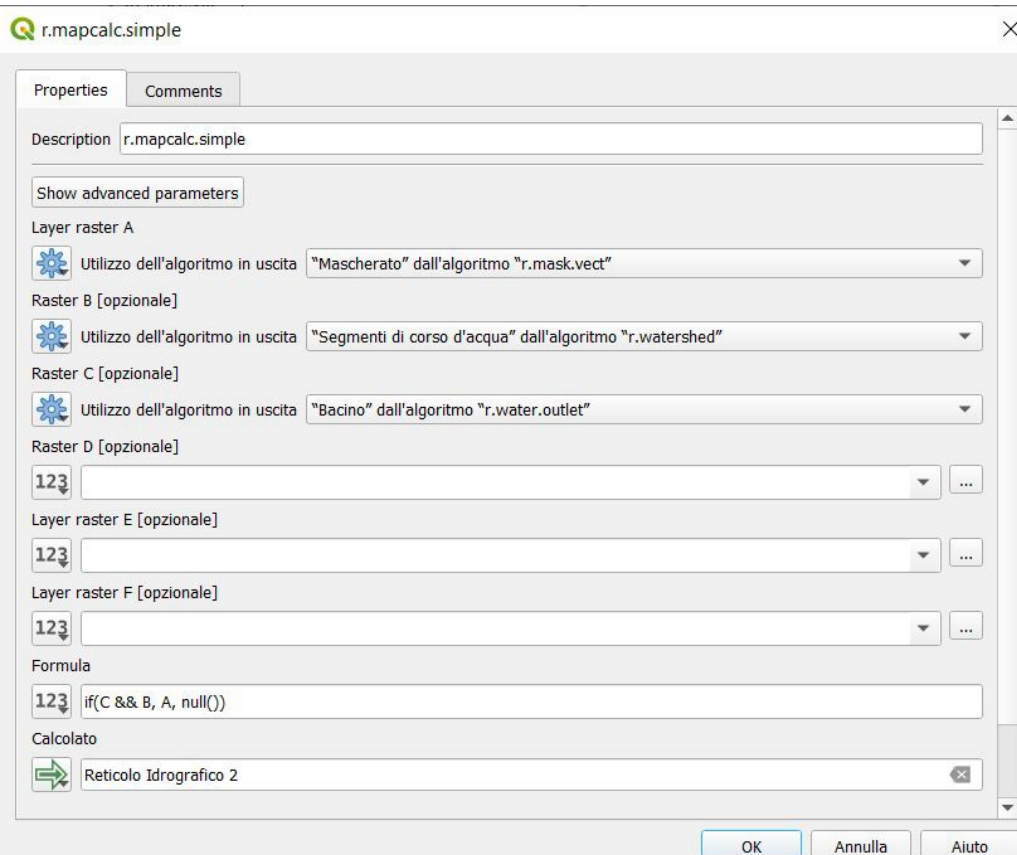 r.mapcalc.simple
Properties Comments
Description r.mapcalc.simple
Show advanced parameters
Layer raster A
Utilizzo dell'algoritmo in uscita “Mascherato” dall'algoritmo “r.mask.vect”
Raster B [opzionale]
Utilizzo dell'algoritmo in uscita “Segmenti di corso d'acqua” dall'algoritmo “r.watershed”
Raster C [opzionale]
Utilizzo dell'algoritmo in uscita “Bacino” dall'algoritmo “r.water.outlet”
Raster D [opzionale]
123 ...
Layer raster E [opzionale]
123 ...
Layer raster F [opzionale]
123 ...
Formula
123 if(C && B, A, null())
Calcolato
Reticolo Idrografico 2
OK Annulla Aiuto